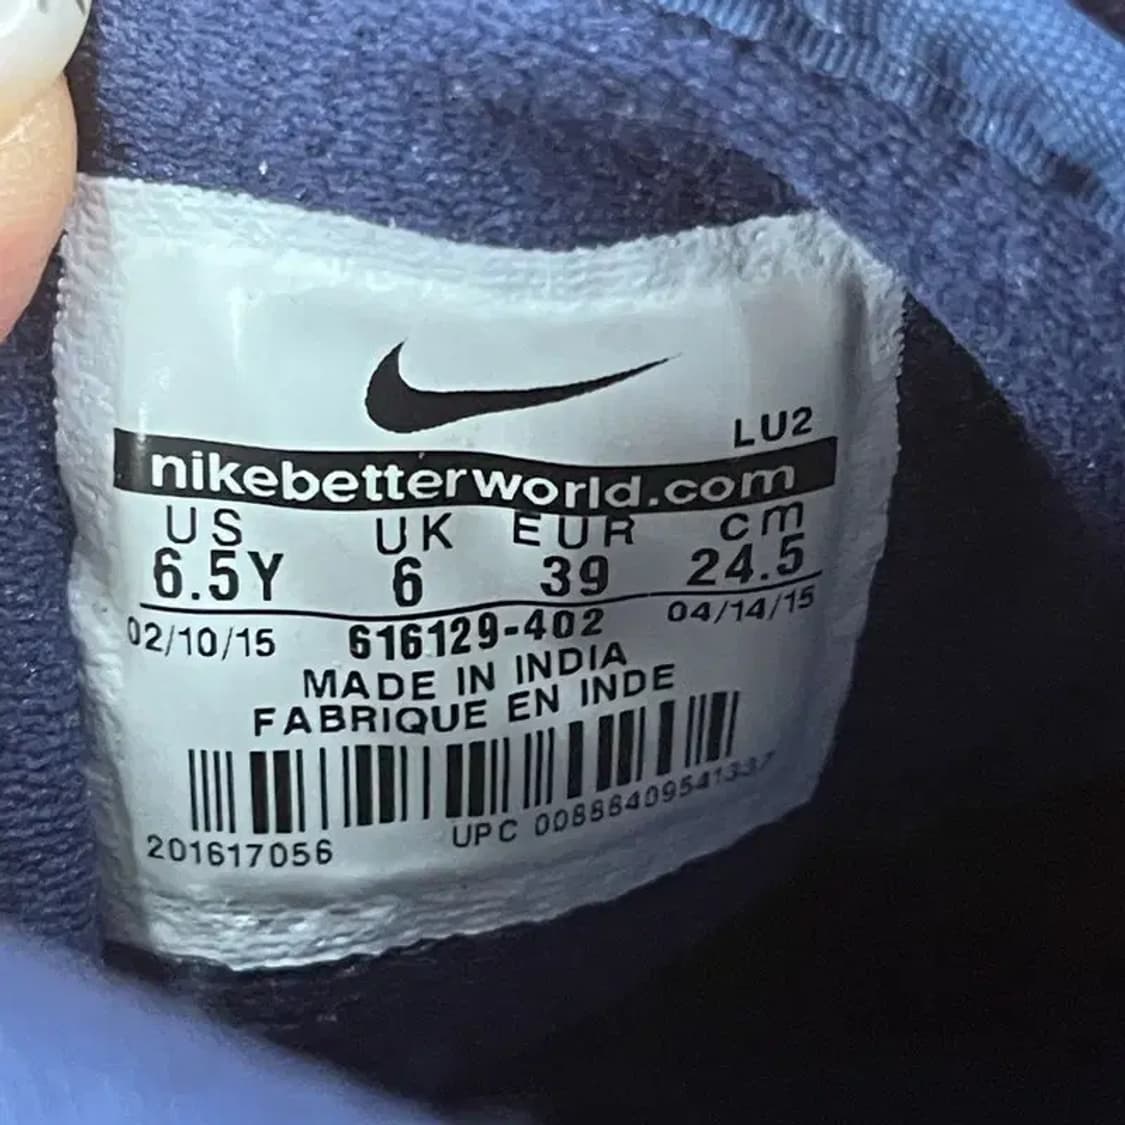 LU2
nikebetterworld.com
US UK EUR cm
6.5Y 6 39 24.5
02/10/15 616129-402 04/14/15
MADE IN INDIA
FABRIQUE EN INDE
201617056 UPC 00886409541337